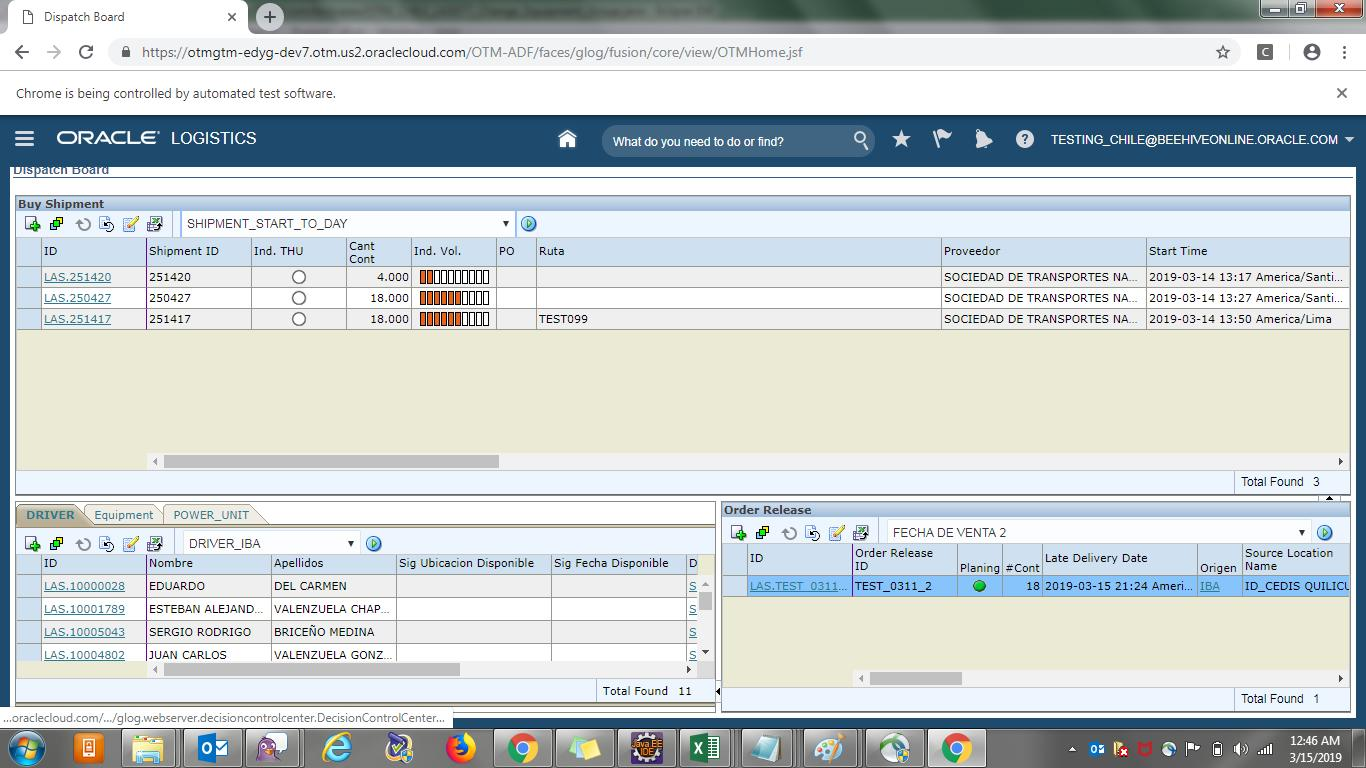 Dispatch Board
https://otmgtm-edyg-dev7.otm.us2.oraclecloud.com/OTM-ADF/faces/glog/fusion/core/view/OTMHome.jsf
C
Chrome is being controlled by automated test software.
ORACLE LOGISTICS
What do you need to do or find?
TESTING_CHILE@BEEHIVEONLINE.ORACLE.COM
Dispatch Board
Buy Shipment
SHIPMENT_START_TO_DAY
ID Shipment ID Ind. THU Cant Cont Ind. Vol. PO Ruta Proveedor Start Time
LAS.251420 251420 4.000 SOCIEDAD DE TRANSPORTES NA... 2019-03-14 13:17 America/Santi...
LAS.250427 250427 18.000 SOCIEDAD DE TRANSPORTES NA... 2019-03-14 13:27 America/Santi...
LAS.251417 251417 18.000 TEST099 SOCIEDAD DE TRANSPORTES NA... 2019-03-14 13:50 America/Lima
Total Found 3
DRIVER Equipment POWER_UNIT
DRIVER_IBA
ID Nombre Apellidos Sig Ubicacion Disponible Sig Fecha Disponible D
LAS.10000028 EDUARDO DEL CARMEN S
LAS.10001789 ESTEBAN ALEJAND... VALENZUELA CHAP... S
LAS.10005043 SERGIO RODRIGO BRICEÑO MEDINA S
LAS.10004802 JUAN CARLOS VALENZUELA GONZ... S
Total Found 11
Order Release
FECHA DE VENTA 2
ID Order Release ID Planing #Cont Late Delivery Date Origen Source Location Name
LAS.TEST_0311... TEST_0311_2 18 2019-03-15 21:24 Ameri... IBA ID_CEDIS QUILICU
Total Found 1
...oraclecloud.com/.../glog.webserver.decisioncontrolcenter.DecisionControlCenter...
Java EE
IDE
12:46 AM
3/15/2019